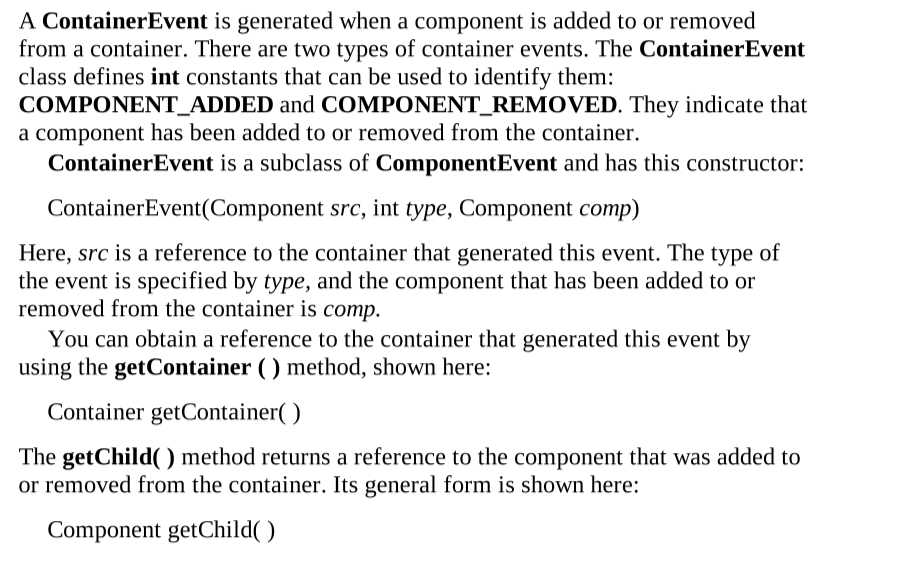 A ContainerEvent is generated when a component is added to or removed
from a container. There are two types of container events. The ContainerEvent
class defines int constants that can be used to identify them:
COMPONENT_ADDED and COMPONENT_REMOVED. They indicate that
a component has been added to or removed from the container.
ContainerEvent is a subclass of ComponentEvent and has this constructor:
ContainerEvent(Component src, int type, Component comp)
Here, src is a reference to the container that generated this event. The type of
the event is specified by type, and the component that has been added to or
removed from the container is comp.
You can obtain a reference to the container that generated this event by
using the getContainer ( ) method, shown here:
Container getContainer( )
The getChild( ) method returns a reference to the component that was added to
or removed from the container. Its general form is shown here:
Component getChild( )